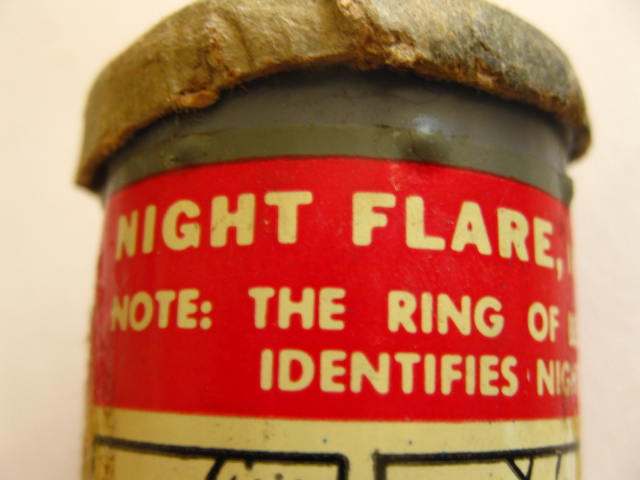 NIGHT FLARE,
NOTE: THE RING OF
IDENTIFIES